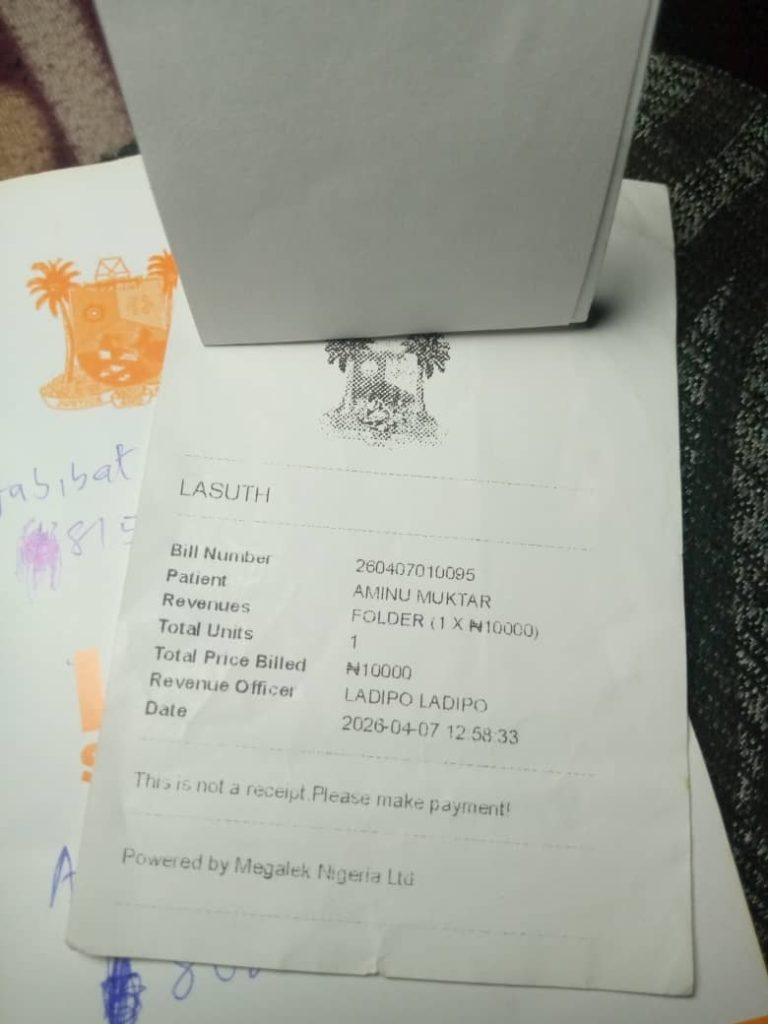 LASUTH
Bill Number 260407010095
Patient AMINU MUKTAR
Revenues FOLDER (1 X ₦10000)
Total Units 1
Total Price Billed ₦10000
Revenue Officer LADIPO LADIPO
Date 2026-04-07 12:58:33
This is not a receipt.Please make payment!
Powered by Megalek Nigeria Ltd